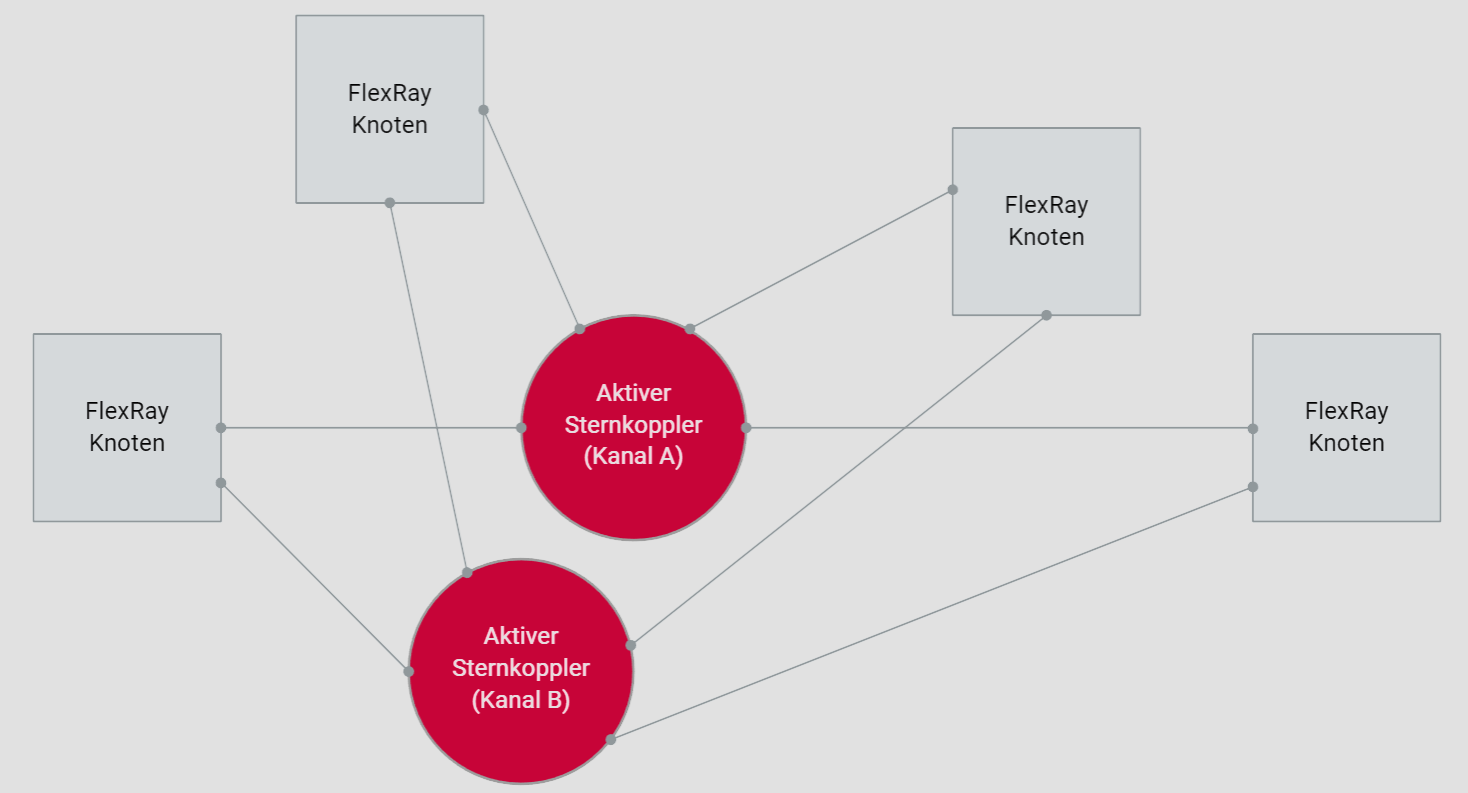 FlexRay
Knoten
FlexRay
Knoten
FlexRay
Knoten
Aktiver
Sternkoppler
(Kanal A)
FlexRay
Knoten
Aktiver
Sternkoppler
(Kanal B)